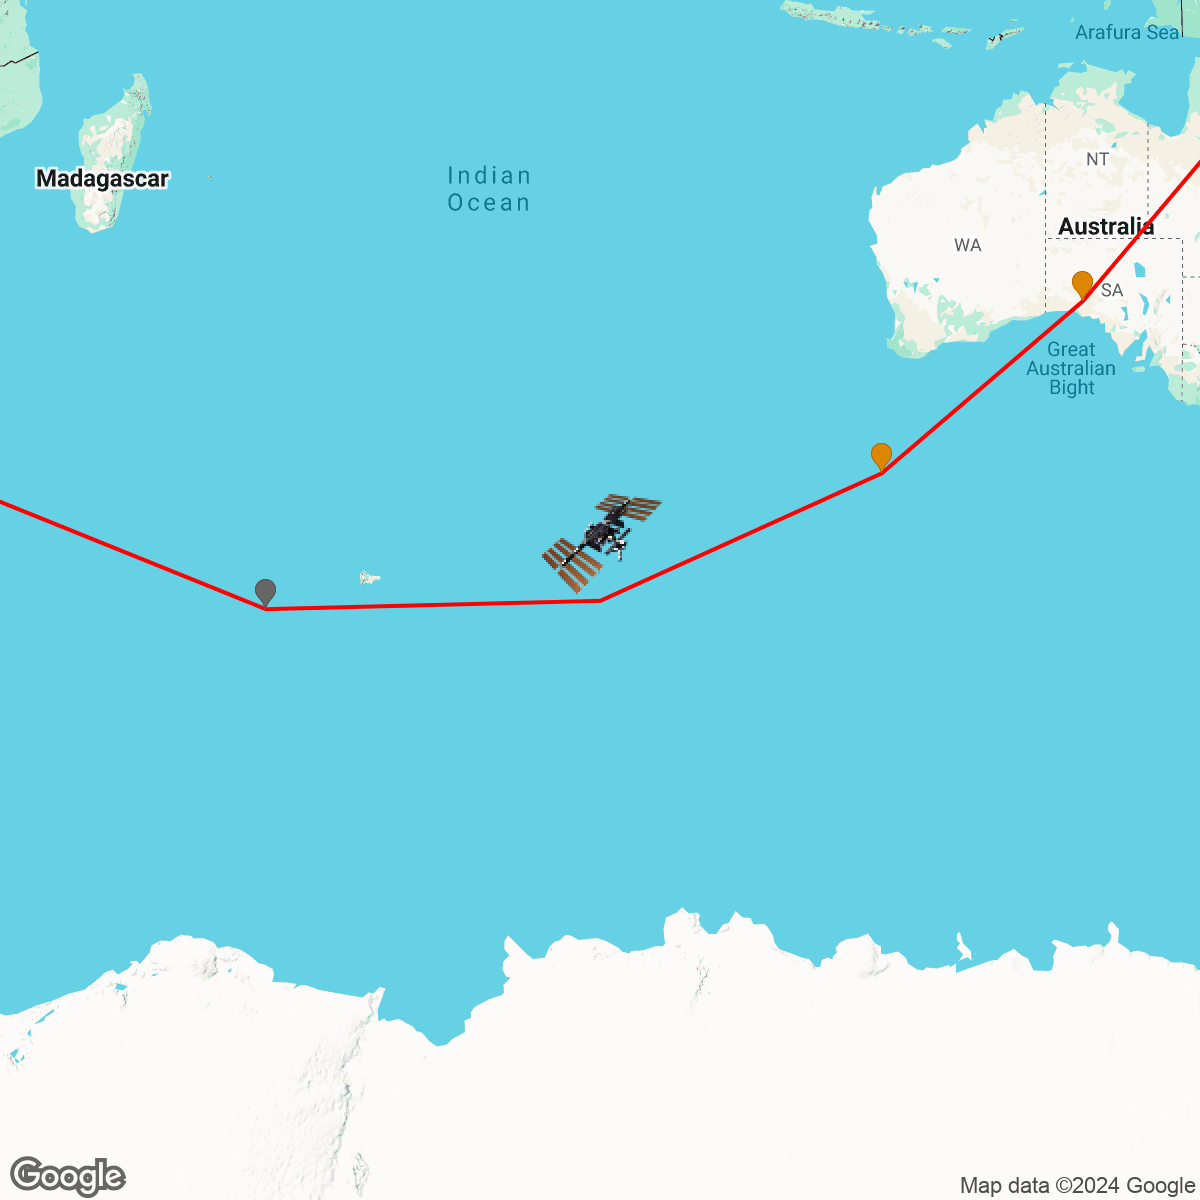 Arafura Sea
NT
Indian
Ocean
Madagascar
Australia
WA
SA
Great
Australian
Bight
Google
Map data ©2024 Google